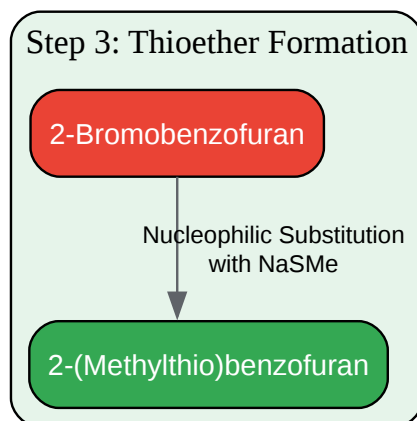 Step 3: Thioether Formation
2-Bromobenzofuran
Nucleophilic Substitution
with NaSMe
2-(Methylthio)benzofuran